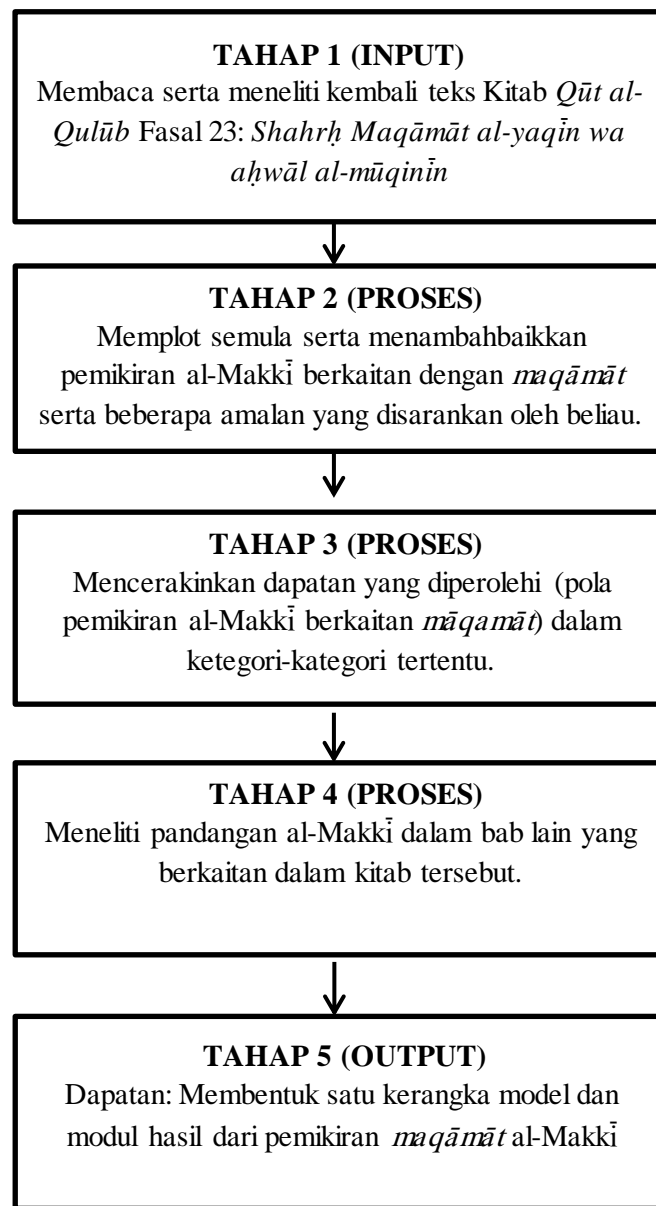 TAHAP 1 (INPUT)
Membaca serta meneliti kembali teks Kitab Qūt al-
Qulūb Fasal 23: Shahrḥ Maqāmāt al-yaqīn wa
aḥwāl al-mūqinīn
TAHAP 2 (PROSES)
Memplot semula serta menambahbaikkan
pemikiran al-Makkī berkaitan dengan maqāmāt
serta beberapa amalan yang disarankan oleh beliau.
TAHAP 3 (PROSES)
Mencerakinkan dapatan yang diperolehi (pola
pemikiran al-Makkī berkaitan māqamāt) dalam
ketegori-kategori tertentu.
TAHAP 4 (PROSES)
Meneliti pandangan al-Makkī dalam bab lain yang
berkaitan dalam kitab tersebut.
TAHAP 5 (OUTPUT)
Dapatan: Membentuk satu kerangka model dan
modul hasil dari pemikiran maqāmāt al-Makkī